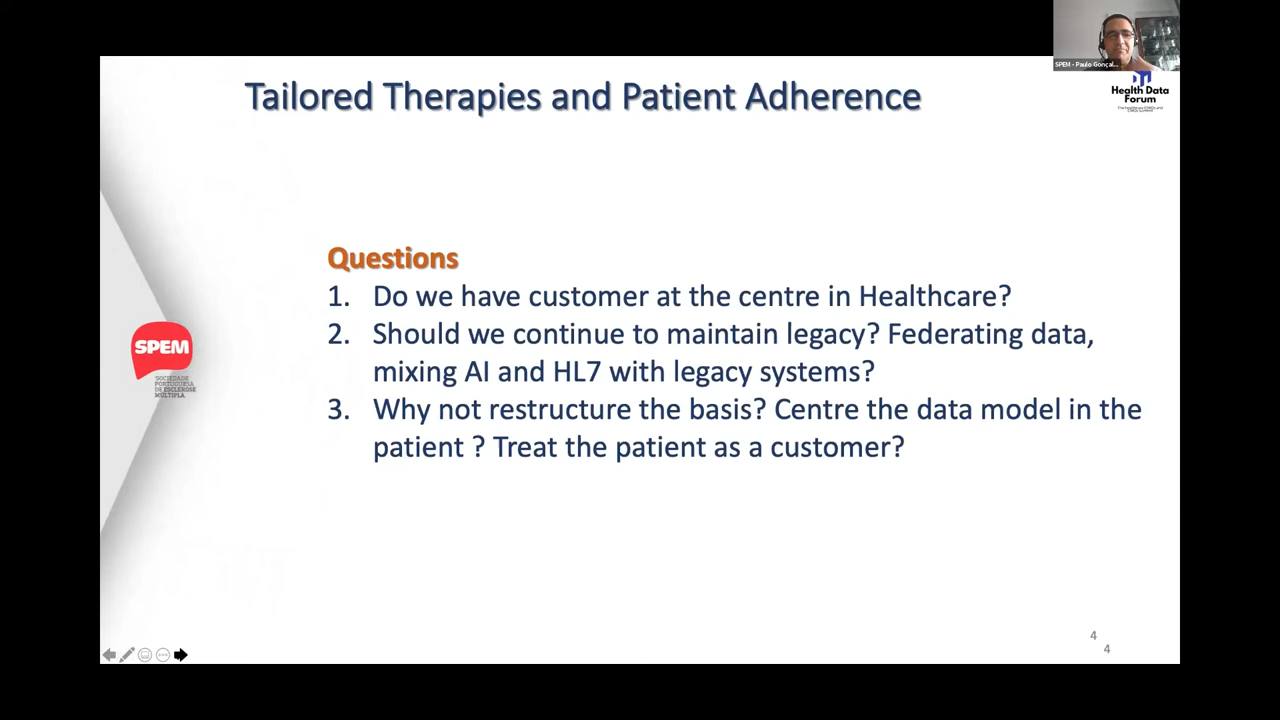 SPEM - Paulo Gonçal...
Tailored Therapies and Patient Adherence
Health Data
Forum
Questions
1. Do we have customer at the centre in Healthcare?
2. Should we continue to maintain legacy? Federating data,
mixing AI and HL7 with legacy systems?
3. Why not restructure the basis? Centre the data model in the
patient ? Treat the patient as a customer?
SPEM
SOCIEDADE
PORTUGUESA
DE ESCLEROSE
MÚLTIPLA
4
4